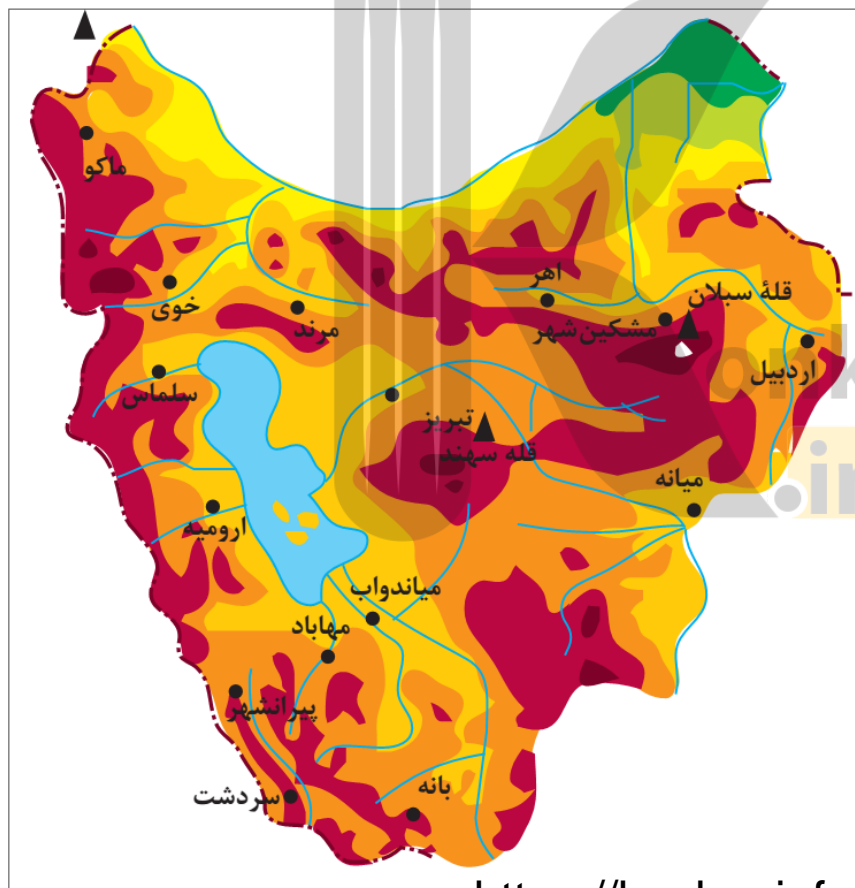 ماکو
خوی
مرند
اهر
قلهٔ سبلان
مشکین‌شهر
اردبیل
سلماس
تبریز
قله سهند
میانه
ارومیه
میاندواب
مهاباد
پیرانشهر
سردشت
بانه